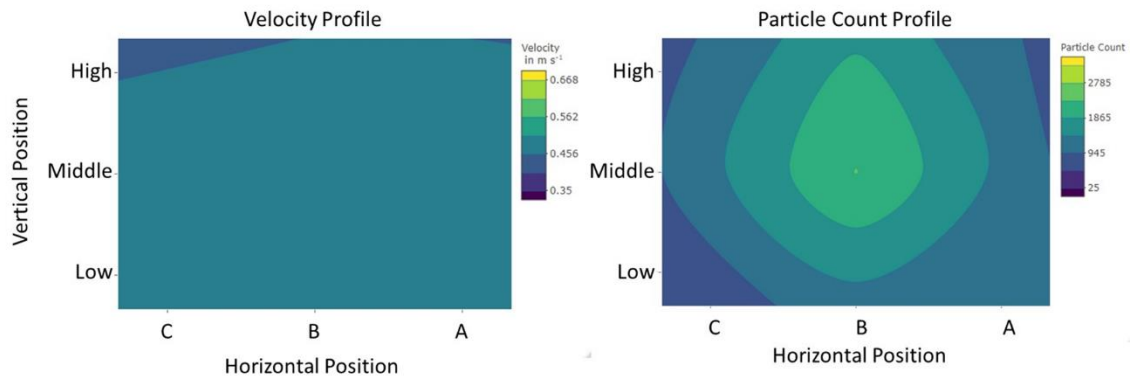 Velocity Profile
Vertical Position
High
Middle
Low
C B A
Horizontal Position
Velocity
in m s⁻¹
0.668
0.562
0.456
0.35
Particle Count Profile
High
Middle
Low
C B A
Horizontal Position
Particle Count
2785
1865
945
25